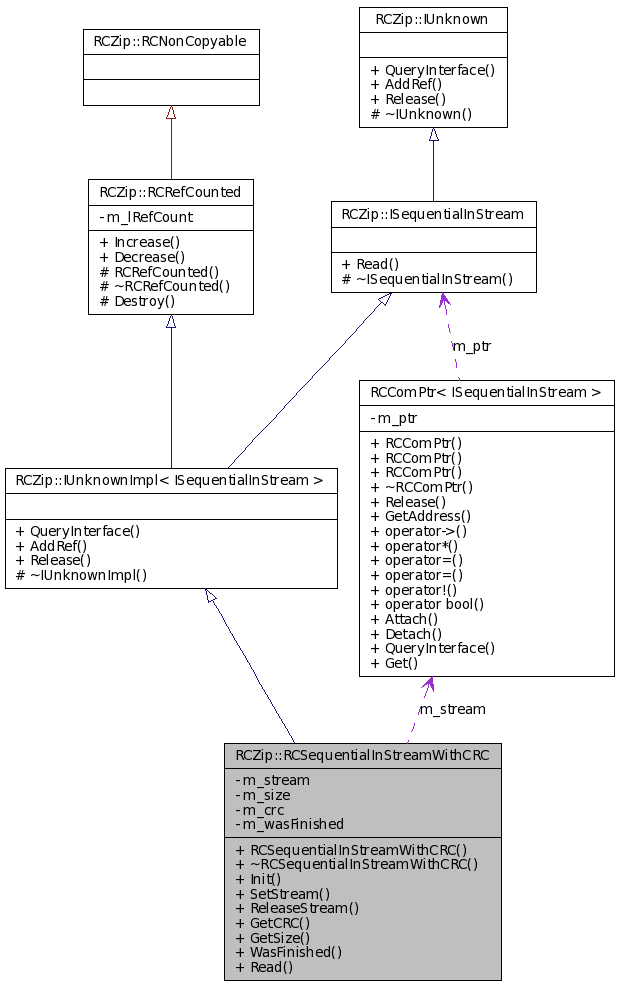 RCZip::IUnknown
+ QueryInterface()
+ AddRef()
+ Release()
# ~IUnknown()
RCZip::RCNonCopyable
RCZip::RCRefCounted
- m_lRefCount
+ Increase()
+ Decrease()
# RCRefCounted()
# ~RCRefCounted()
# Destroy()
RCZip::ISequentialInStream
+ Read()
# ~ISequentialInStream()
m_ptr
RCComPtr< ISequentialInStream >
- m_ptr
+ RCComPtr()
+ RCComPtr()
+ RCComPtr()
+ ~RCComPtr()
+ Release()
+ GetAddress()
+ operator->()
+ operator*()
+ operator=()
+ operator=()
+ operator!()
+ operator bool()
+ Attach()
+ Detach()
+ QueryInterface()
+ Get()
RCZip::IUnknownImpl< ISequentialInStream >
+ QueryInterface()
+ AddRef()
+ Release()
# ~IUnknownImpl()
m_stream
RCZip::RCSequentialInStreamWithCRC
- m_stream
- m_size
- m_crc
- m_wasFinished
+ RCSequentialInStreamWithCRC()
+ ~RCSequentialInStreamWithCRC()
+ Init()
+ SetStream()
+ ReleaseStream()
+ GetCRC()
+ GetSize()
+ WasFinished()
+ Read()